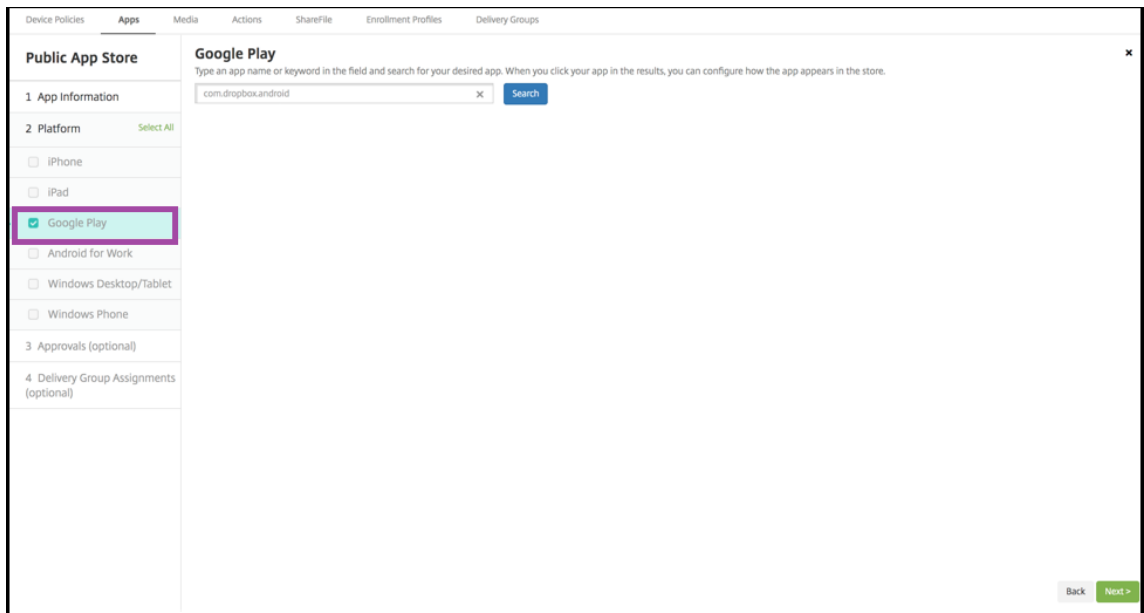 Device Policies Apps Media Actions ShareFile Enrollment Profiles Delivery Groups
Public App Store
1 App Information
2 Platform Select All
iPhone
iPad
Google Play
Android for Work
Windows Desktop/Tablet
Windows Phone
3 Approvals (optional)
4 Delivery Group Assignments
(optional)
Google Play
Type an app name or keyword in the field and search for your desired app. When you click your app in the results, you can configure how the app appears in the store.
com.dropbox.android Search
Back Next >